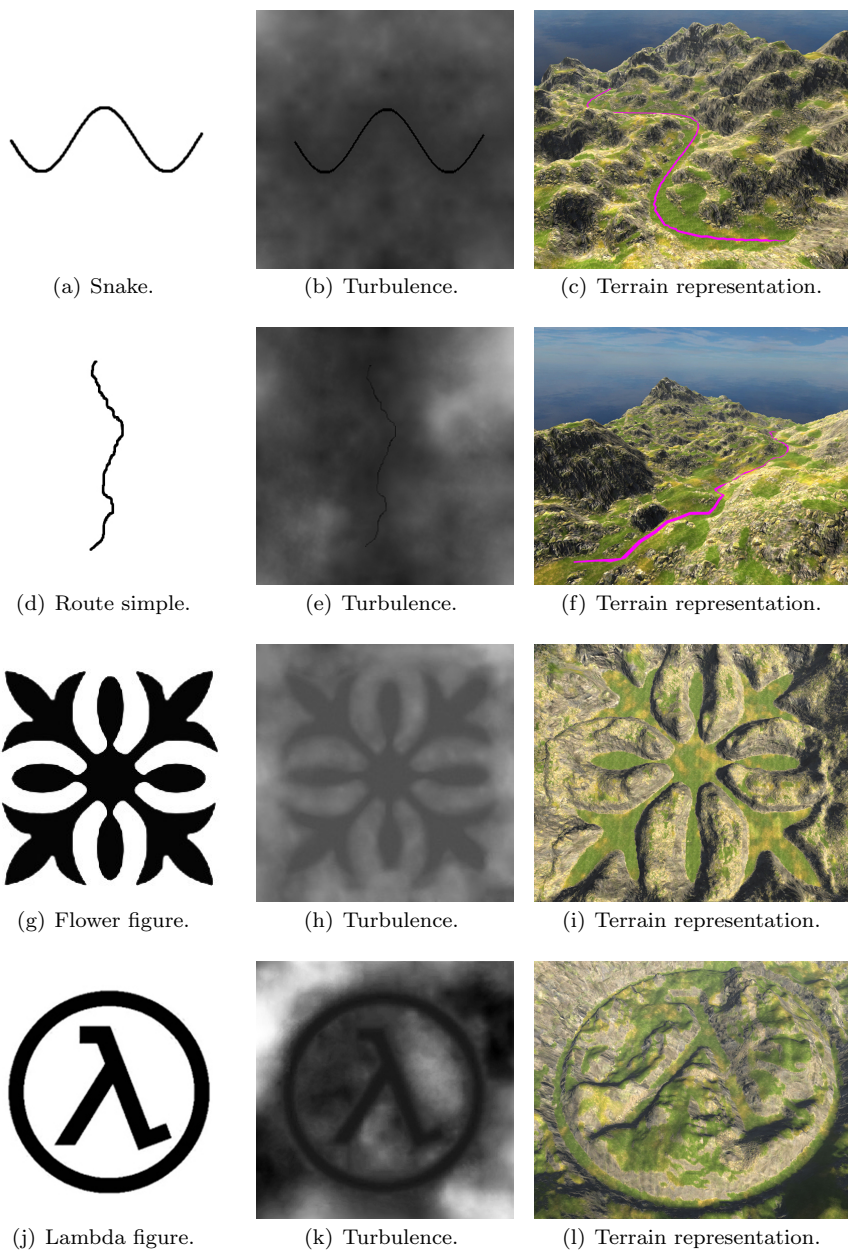 (a) Snake.
(b) Turbulence.
(c) Terrain representation.
(d) Route simple.
(e) Turbulence.
(f) Terrain representation.
(g) Flower figure.
(h) Turbulence.
(i) Terrain representation.
(j) Lambda figure.
(k) Turbulence.
(l) Terrain representation.